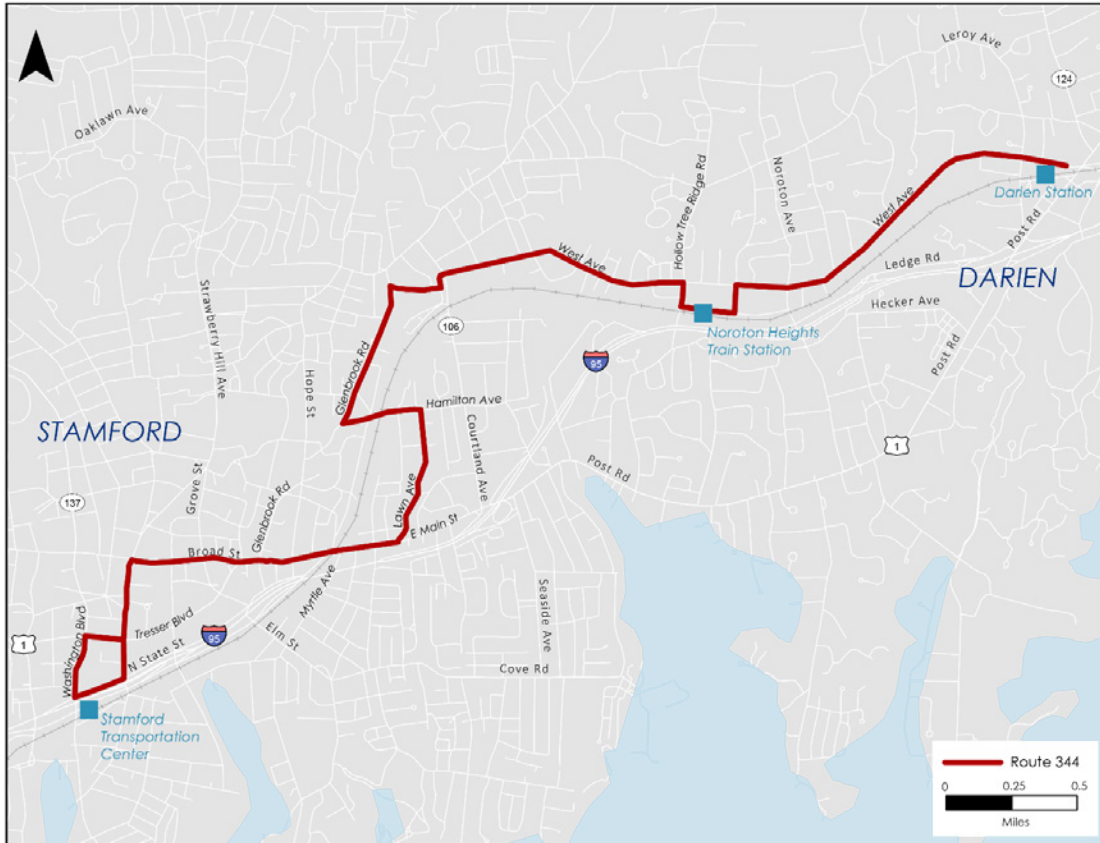 Leroy Ave
124
Oaklawn Ave
Hollow Tree Ridge Rd
Noroton Ave
West Ave
Darien Station
Post Rd
West Ave
Ledge Rd
DARIEN
Hecker Ave
Strawberry Hill Ave
106
Noroton Heights
Train Station
95
Post Rd
Hope St
Glenbrook Rd
Hamilton Ave
STAMFORD
Courtland Ave
1
Post Rd
137
Grove St
Glenbrook Rd
Lawn Ave
E Main St
Broad St
Myrtle Ave
Seaside Ave
Washington Blvd
Tresser Blvd
1
N State St
95
Elm St
Cove Rd
Stamford
Transportation
Center
Route 344
0 0.25 0.5
Miles